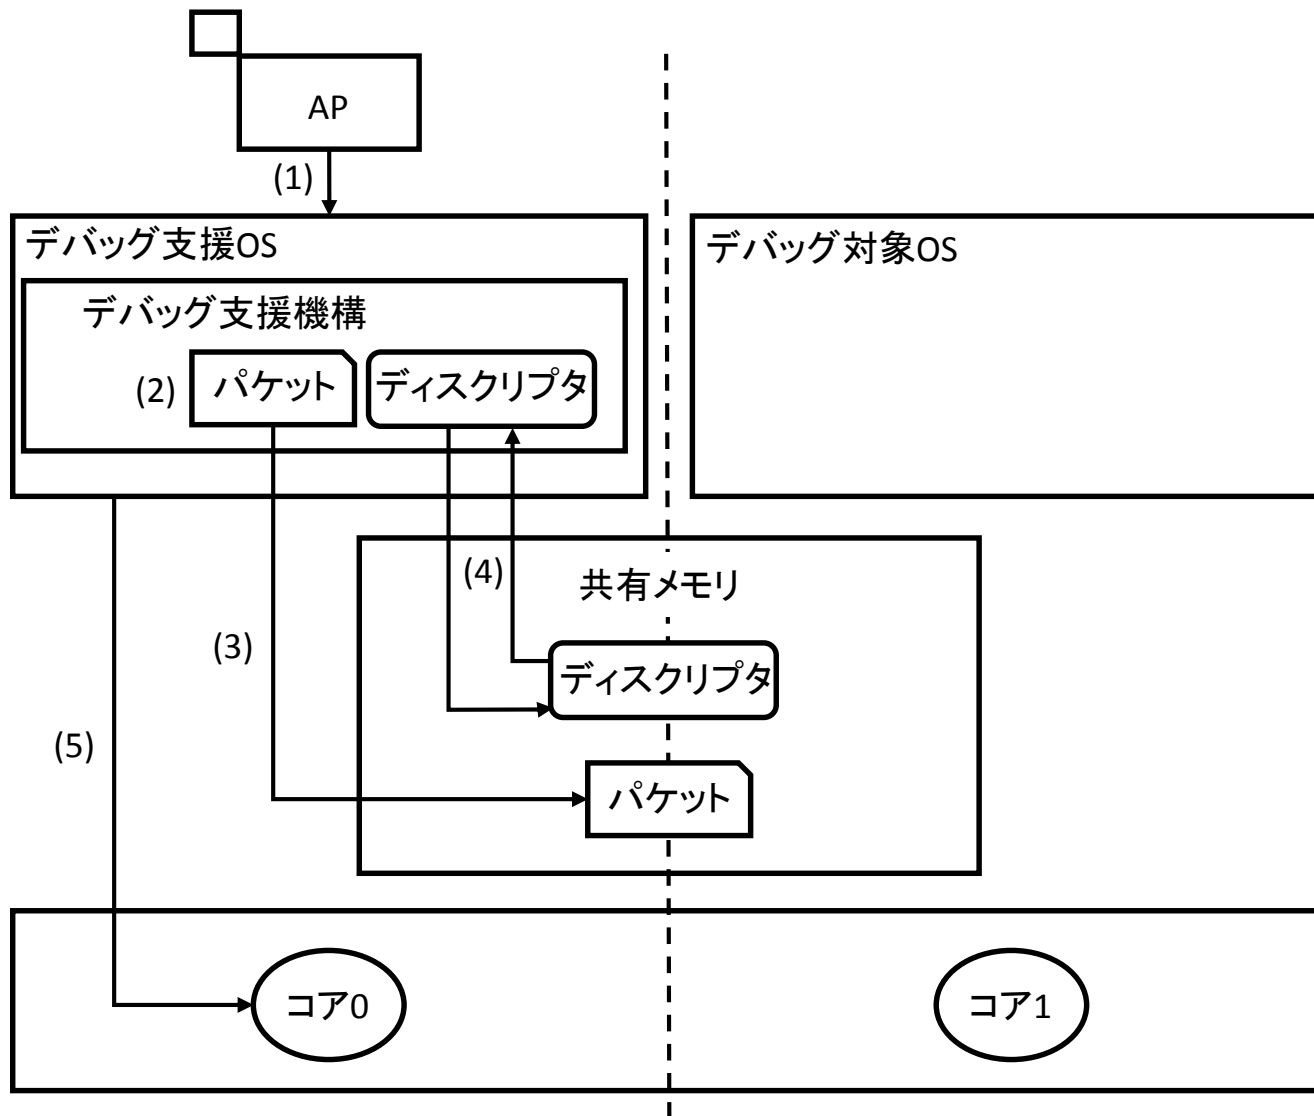 AP
(1)
デバッグ支援OS
デバッグ対象OS
デバッグ支援機構
(2)
パケット
ディスクリプタ
(4)
共有メモリ
(3)
ディスクリプタ
(5)
パケット
コア0
コア1